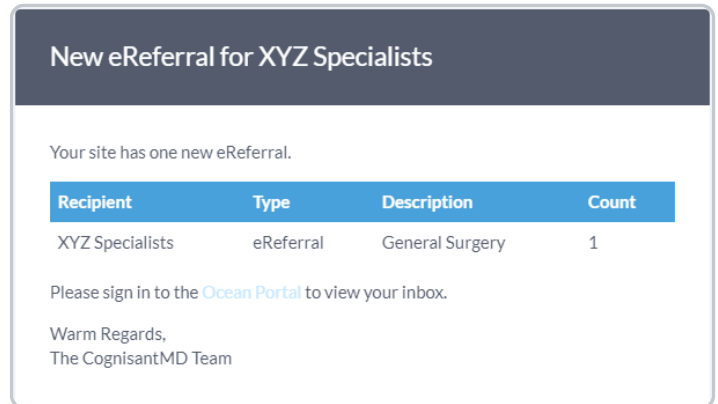 New eReferral for XYZ Specialists
Your site has one new eReferral.
Recipient Type Description Count
XYZ Specialists eReferral General Surgery 1
Please sign in to the Ocean Portal to view your inbox.
Warm Regards,
The CognisantMD Team